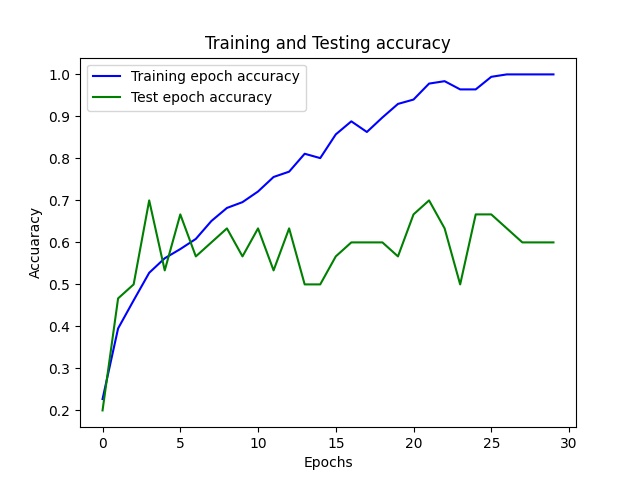 Training and Testing accuracy
Training epoch accuracy
Test epoch accuracy
1.0
0.9
0.8
0.7
0.6
0.5
0.4
0.3
0.2
Accuaracy
0 5 10 15 20 25 30
Epochs